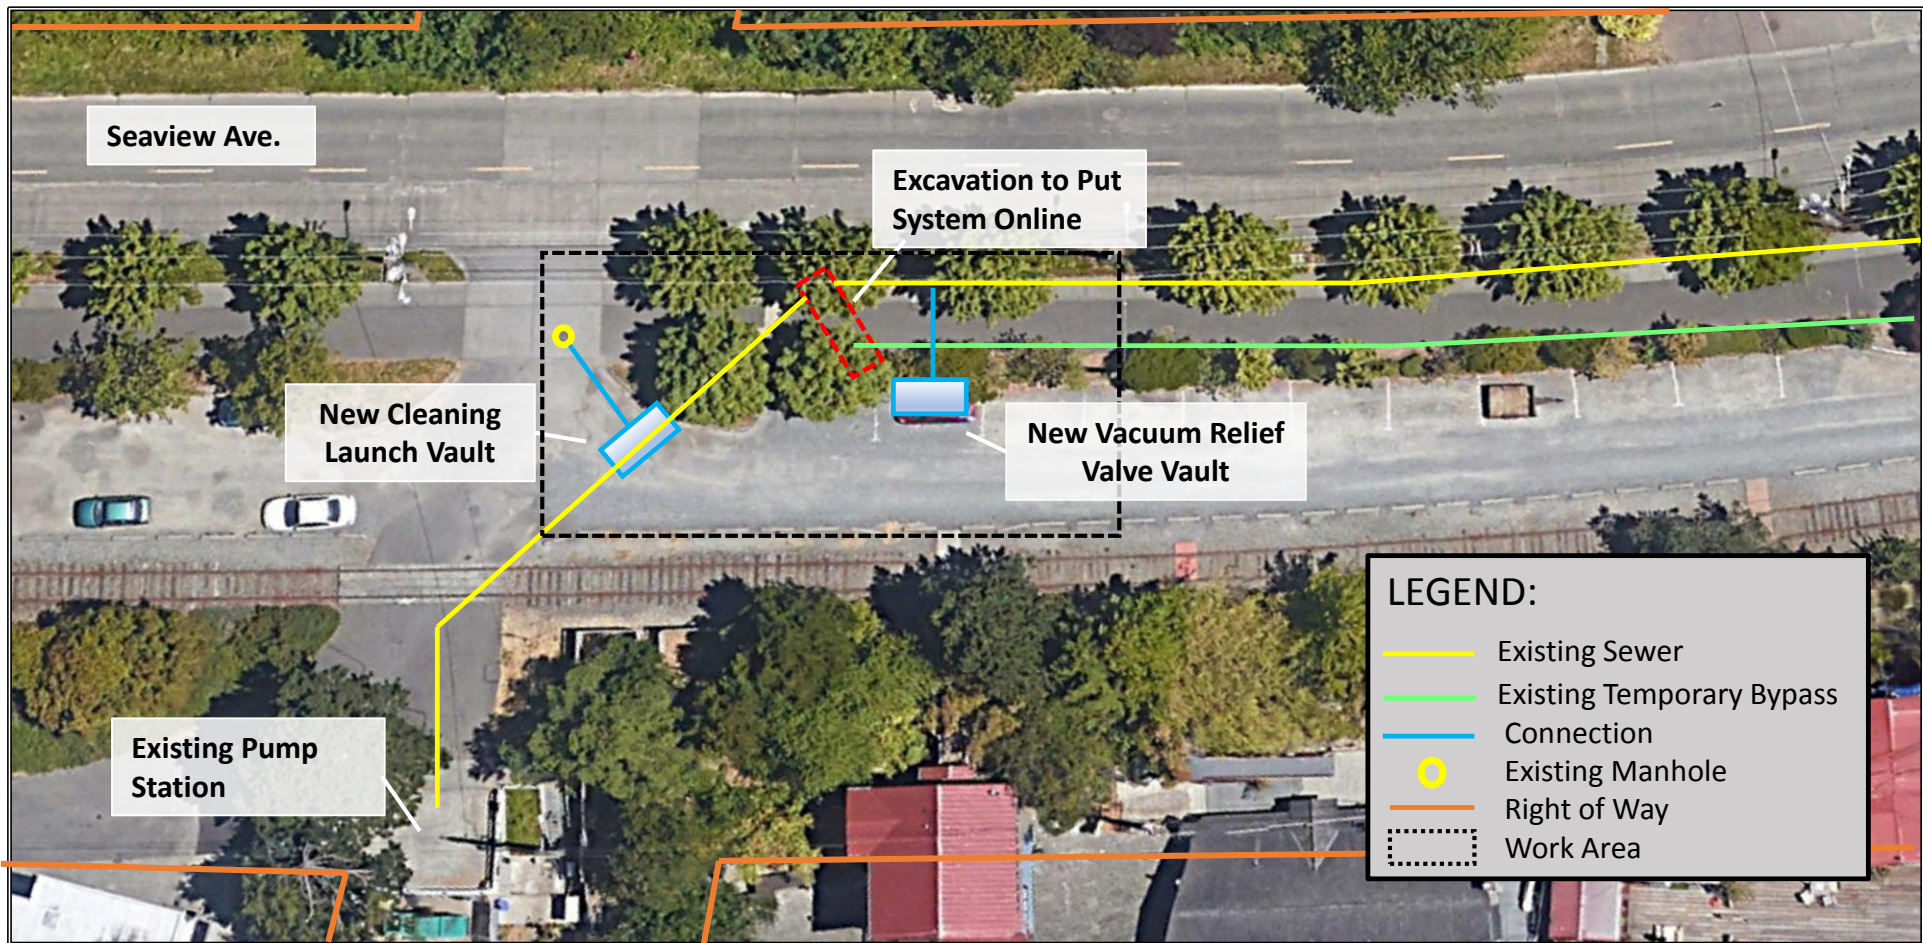 Seaview Ave.
Excavation to Put
System Online
New Cleaning
Launch Vault
New Vacuum Relief
Valve Vault
Existing Pump
Station
LEGEND:
Existing Sewer
Existing Temporary Bypass
Connection
Existing Manhole
Right of Way
Work Area